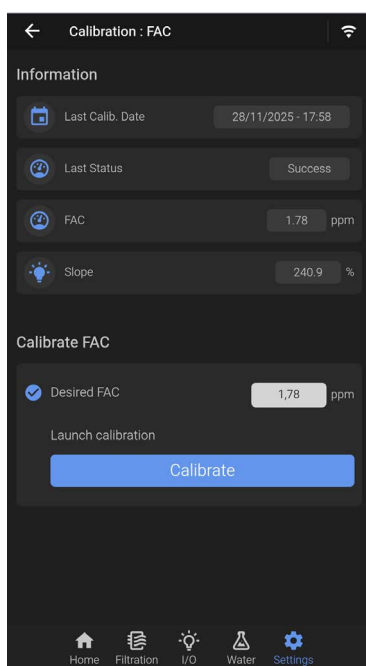 Calibration : FAC
Information
Last Calib. Date 28/11/2025 - 17:58
Last Status Success
FAC 1.78 ppm
Slope 240.9 %
Calibrate FAC
Desired FAC 1,78 ppm
Launch calibration
Calibrate
Home Filtration I/O Water Settings